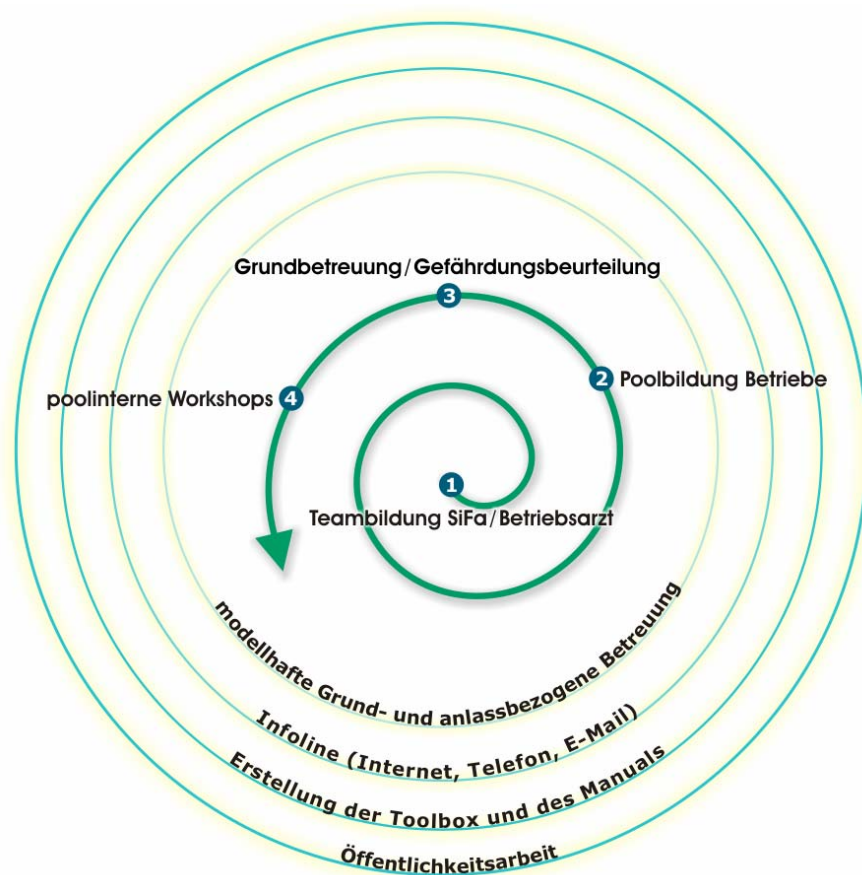 Grundbetreuung/Gefährdungsbeurteilung
3
2 Poolbildung Betriebe
poolinterne Workshops 4
1
Teambildung SiFa/Betriebsarzt
modellhafte Grund- und anlassbezogene Betreuung
Infoline (Internet, Telefon, E-Mail)
Erstellung der Toolbox und des Manuals
Öffentlichkeitsarbeit